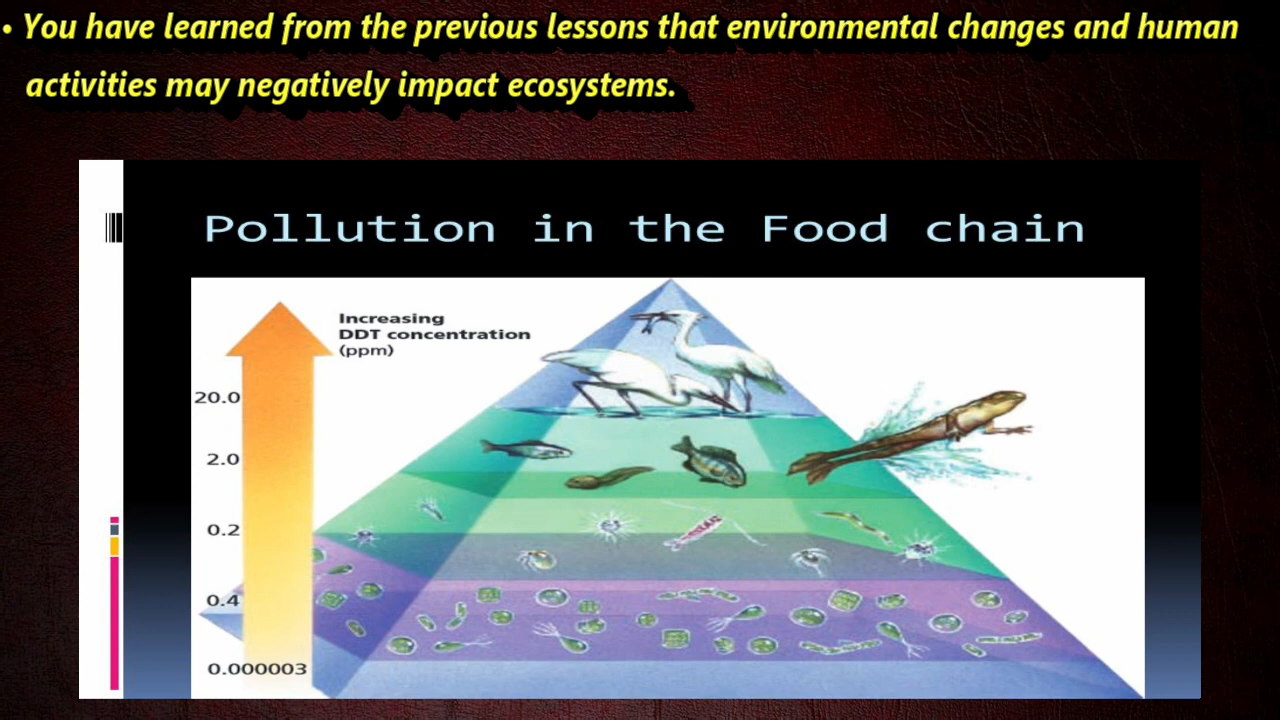 • You have learned from the previous lessons that environmental changes and human
activities may negatively impact ecosystems.
Pollution in the Food chain
Increasing
DDT concentration
(ppm)
20.0
2.0
0.2
0.4
0.000003